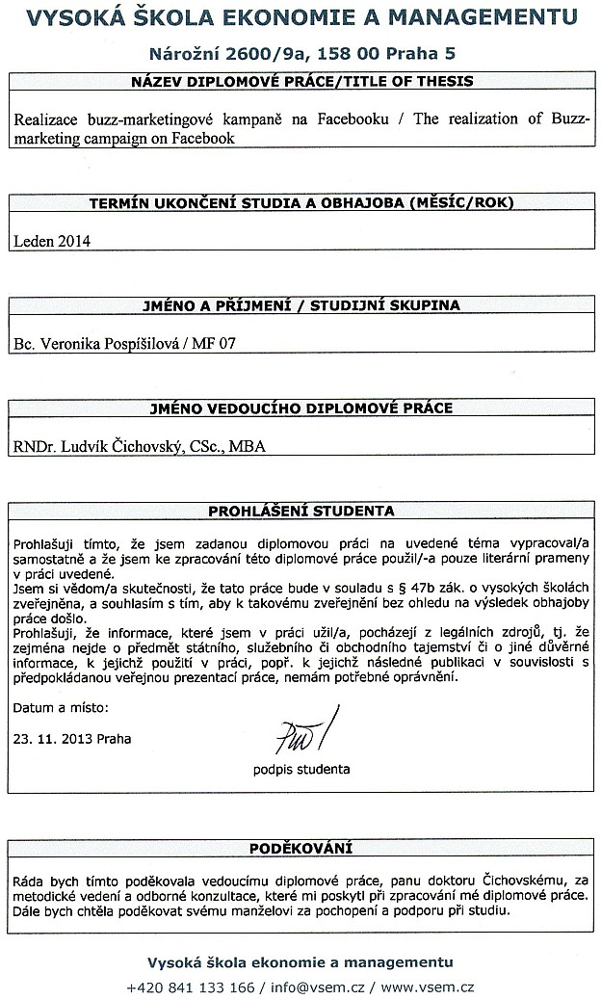 VYSOKÁ ŠKOLA EKONOMIE A MANAGEMENTU
Nárožní 2600/9a, 158 00 Praha 5
NÁZEV DIPLOMOVÉ PRÁCE/TITLE OF THESIS
Realizace buzz-marketingové kampaně na Facebooku / The realization of Buzz-
marketing campaign on Facebook
TERMÍN UKONČENÍ STUDIA A OBHAJOBA (MĚSÍC/ROK)
Leden 2014
JMÉNO A PŘÍJMENÍ / STUDIJNÍ SKUPINA
Bc. Veronika Pospíšilová / MF 07
JMÉNO VEDOUCÍHO DIPLOMOVÉ PRÁCE
RNDr. Ludvík Čichovský, CSc., MBA
PROHLÁŠENÍ STUDENTA
Prohlašuji tímto, že jsem zadanou diplomovou práci na uvedené téma vypracoval/a
samostatně a že jsem ke zpracování této diplomové práce použil/-a pouze literární prameny
v práci uvedené.
Jsem si vědom/a skutečnosti, že tato práce bude v souladu s § 47b zák. o vysokých školách
zveřejněna, a souhlasím s tím, aby k takovému zveřejnění bez ohledu na výsledek obhajoby
práce došlo.
Prohlašuji, že informace, které jsem v práci užil/a, pocházejí z legálních zdrojů, tj. že
zejména nejde o předmět státního, služebního či obchodního tajemství či o jiné důvěrné
informace, k jejichž použití v práci, popř. k jejichž následné publikaci v souvislosti s
předpokládanou veřejnou prezentací práce, nemám potřebné oprávnění.
Datum a místo:
23. 11. 2013 Praha
podpis studenta
PODĚKOVÁNÍ
Ráda bych tímto poděkovala vedoucímu diplomové práce, panu doktoru Čichovskému, za
metodické vedení a odborné konzultace, které mi poskytl při zpracování mé diplomové práce.
Dále bych chtěla poděkovat svému manželovi za pochopení a podporu při studiu.
Vysoká škola ekonomie a managementu
+420 841 133 166 / info@vsem.cz / www.vsem.cz